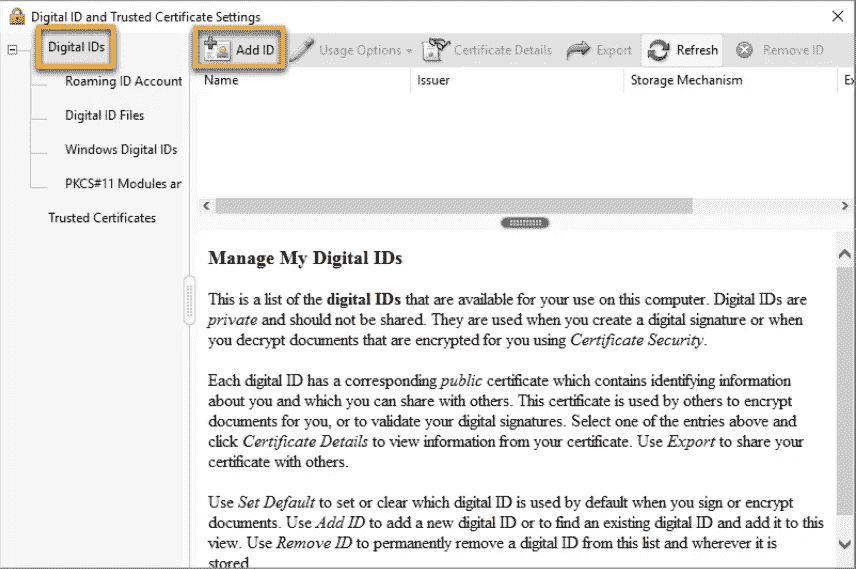 Digital ID and Trusted Certificate Settings
Digital IDs
Add ID
Usage Options
Certificate Details
Export
Refresh
Remove ID
Roaming ID Account
Digital ID Files
Windows Digital IDs
PKCS#11 Modules an
Trusted Certificates
Name
Issuer
Storage Mechanism
Ex
Manage My Digital IDs
This is a list of the digital IDs that are available for your use on this computer. Digital IDs are
private and should not be shared. They are used when you create a digital signature or when
you decrypt documents that are encrypted for you using Certificate Security.
Each digital ID has a corresponding public certificate which contains identifying information
about you and which you can share with others. This certificate is used by others to encrypt
documents for you, or to validate your digital signatures. Select one of the entries above and
click Certificate Details to view information from your certificate. Use Export to share your
certificate with others.
Use Set Default to set or clear which digital ID is used by default when you sign or encrypt
documents. Use Add ID to add a new digital ID or to find an existing digital ID and add it to this
view. Use Remove ID to permanently remove a digital ID from this list and wherever it is
stored